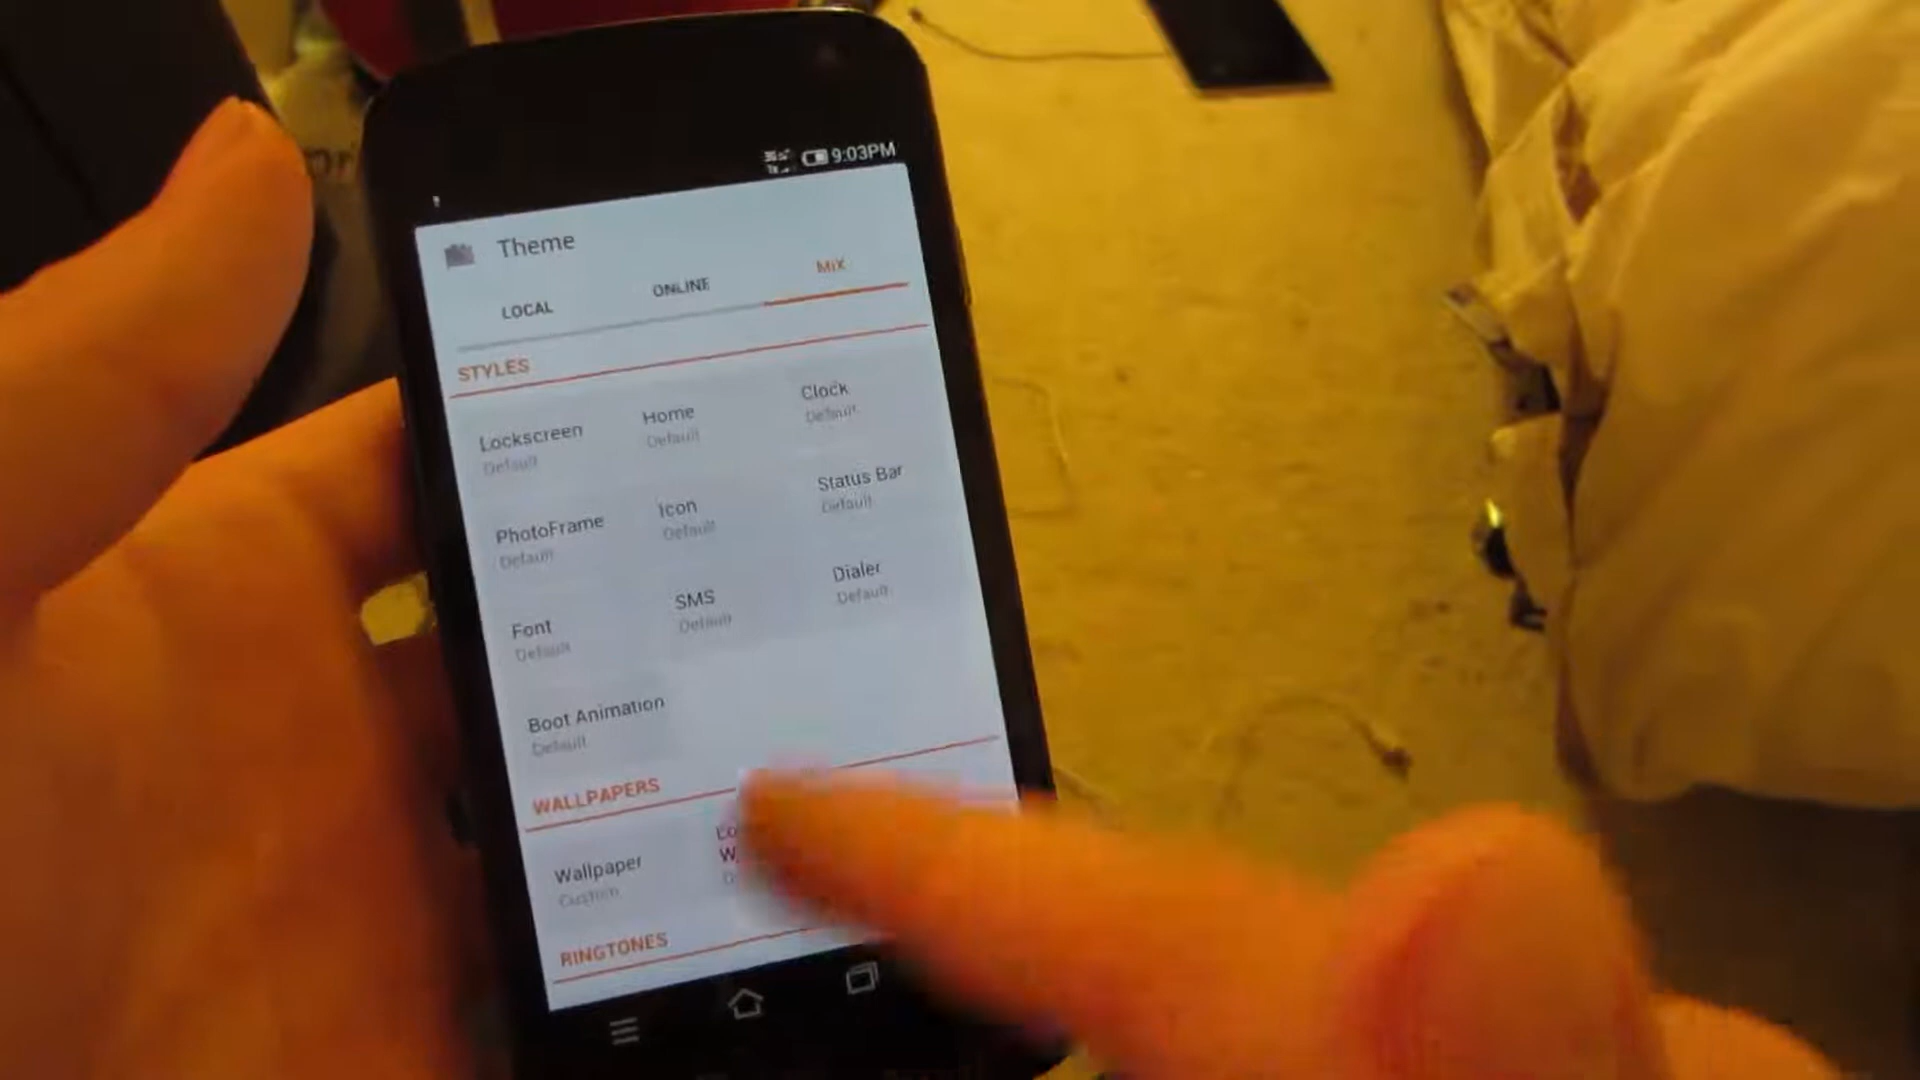 9:03PM
Theme
LOCAL ONLINE MIX
STYLES
Lockscreen Home Clock
Default Default Default
PhotoFrame Icon Status Bar
Default Default Default
Font SMS Dialer
Default Default Default
Boot Animation
Default
WALLPAPERS
Wallpaper
Custom
RINGTONES